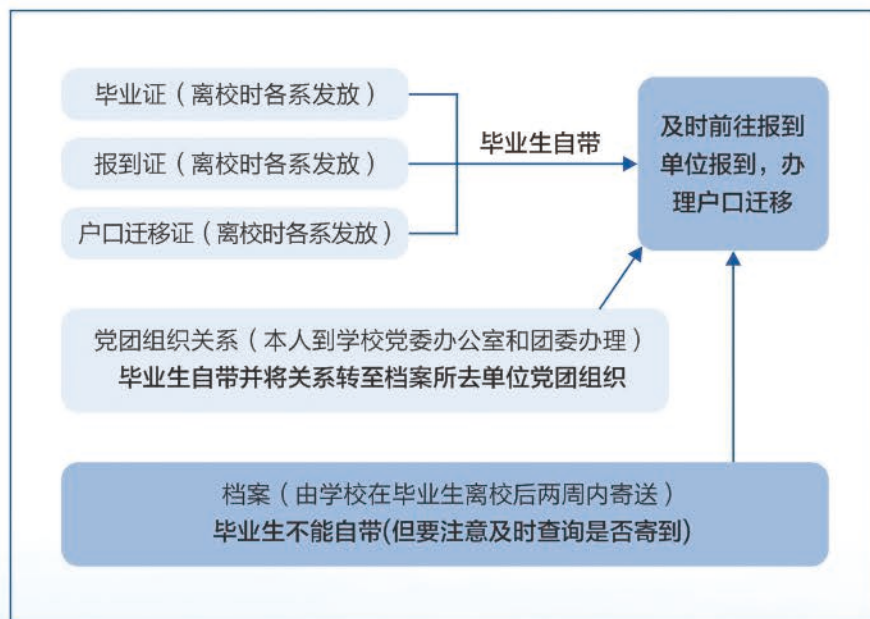 毕业证（离校时各系发放）
报到证（离校时各系发放）
户口迁移证（离校时各系发放）
毕业生自带
及时前往报到
单位报到，办
理户口迁移
党团组织关系（本人到学校党委办公室和团委办理）
毕业生自带并将关系转至档案所去单位党团组织
档案（由学校在毕业生离校后两周内寄送）
毕业生不能自带(但要注意及时查询是否寄到)